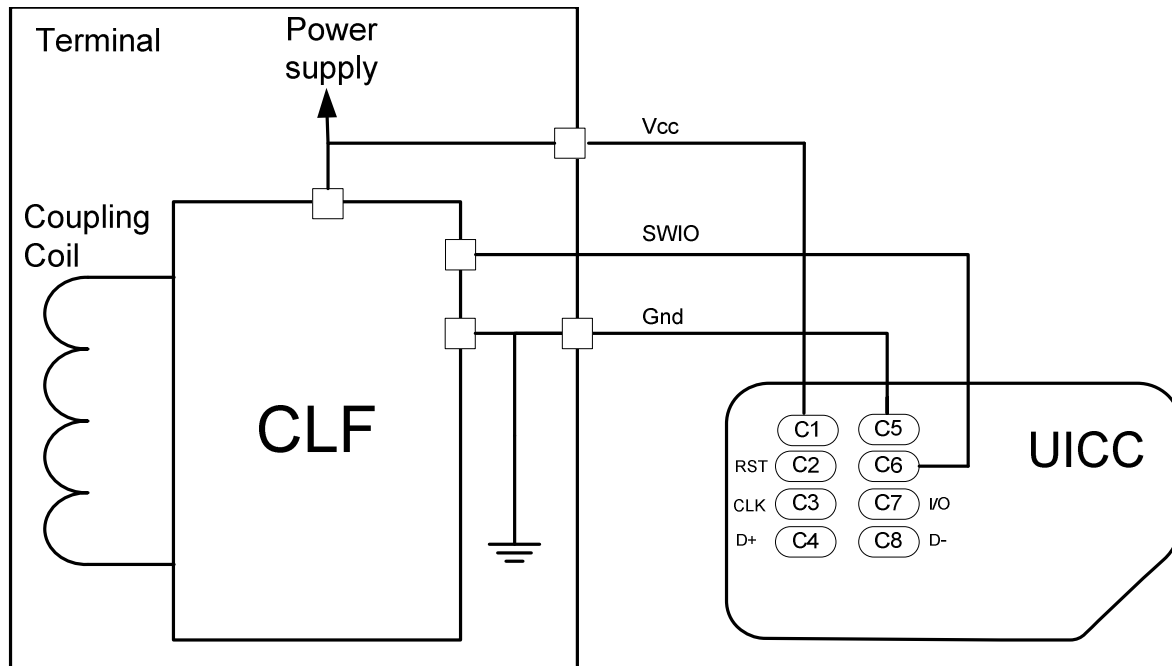 Terminal
Power
supply
Vcc
Coupling
Coil
SWIO
Gnd
CLF
UICC
C1
C5
RST
C2
C6
CLK
C3
C7
I/O
D+
C4
C8
D-